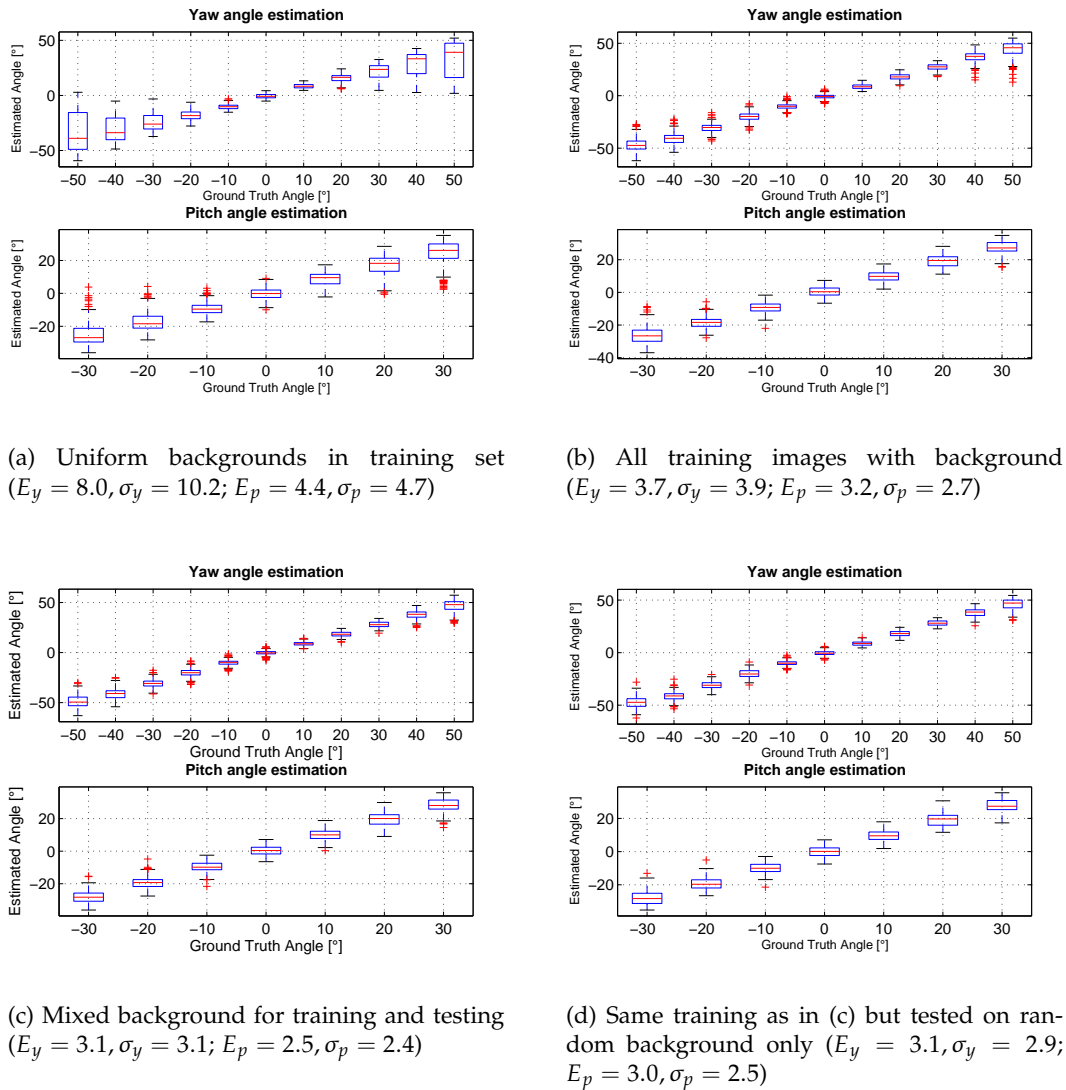 Yaw angle estimation
Estimated Angle [°]
50
0
−50
−50 −40 −30 −20 −10 0 10 20 30 40 50
Ground Truth Angle [°]
Pitch angle estimation
Estimated Angle [°]
20
0
−20
−30 −20 −10 0 10 20 30
Ground Truth Angle [°]
(a) Uniform backgrounds in training set
(E_y = 8.0, σ_y = 10.2; E_p = 4.4, σ_p = 4.7)
Yaw angle estimation
Estimated Angle [°]
50
0
−50
−50 −40 −30 −20 −10 0 10 20 30 40 50
Ground Truth Angle [°]
Pitch angle estimation
Estimated Angle [°]
20
0
−20
−40
−30 −20 −10 0 10 20 30
Ground Truth Angle [°]
(b) All training images with background
(E_y = 3.7, σ_y = 3.9; E_p = 3.2, σ_p = 2.7)
Yaw angle estimation
Estimated Angle [°]
50
0
−50
−50 −40 −30 −20 −10 0 10 20 30 40 50
Ground Truth Angle [°]
Pitch angle estimation
Estimated Angle [°]
20
0
−20
−30 −20 −10 0 10 20 30
Ground Truth Angle [°]
(c) Mixed background for training and testing
(E_y = 3.1, σ_y = 3.1; E_p = 2.5, σ_p = 2.4)
Yaw angle estimation
Estimated Angle [°]
50
0
−50
−50 −40 −30 −20 −10 0 10 20 30 40 50
Ground Truth Angle [°]
Pitch angle estimation
Estimated Angle [°]
20
0
−20
−30 −20 −10 0 10 20 30
Ground Truth Angle [°]
(d) Same training as in (c) but tested on ran-
dom background only (E_y = 3.1, σ_y = 2.9;
E_p = 3.0, σ_p = 2.5)